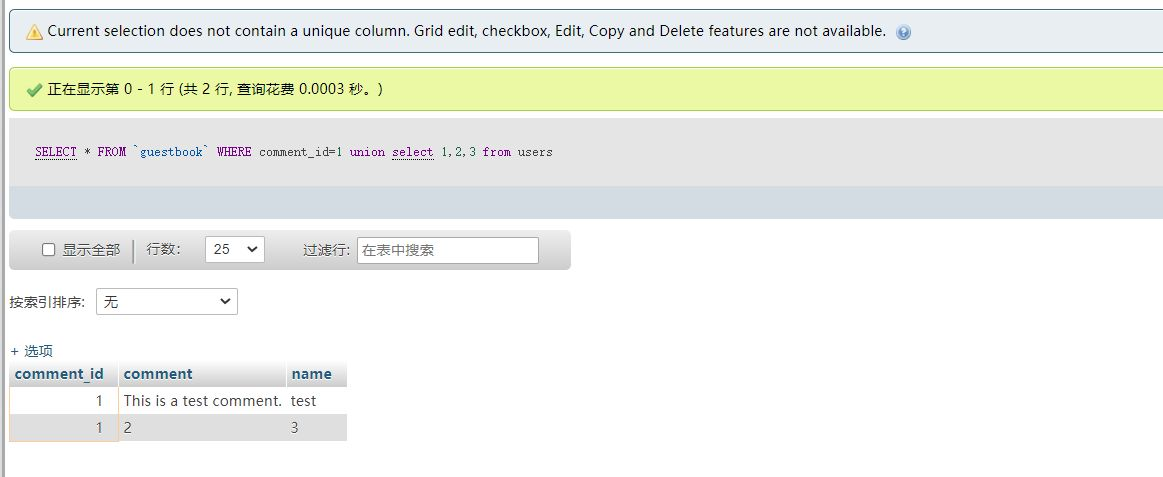 Current selection does not contain a unique column. Grid edit, checkbox, Edit, Copy and Delete features are not available.
正在显示第 0 - 1 行 (共 2 行, 查询花费 0.0003 秒。)
SELECT * FROM `guestbook` WHERE comment_id=1 union select 1,2,3 from users
显示全部 行数: 25 过滤行: 在表中搜索
按索引排序: 无
+ 选项
comment_id comment name
1 This is a test comment. test
1 2 3